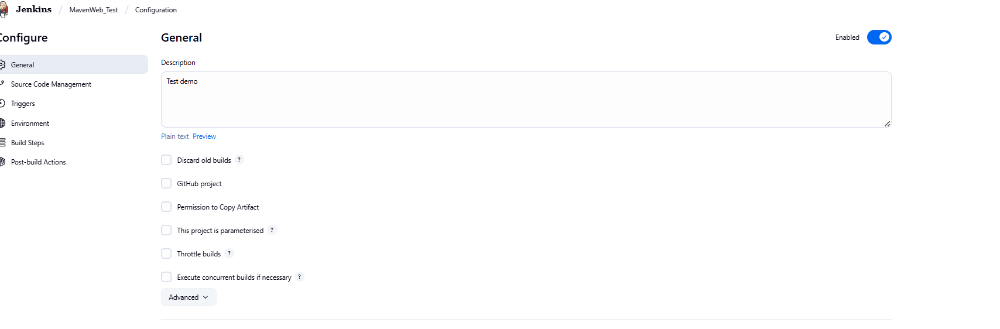 Jenkins / MavenWeb_Test / Configuration
Configure
General
Source Code Management
Triggers
Environment
Build Steps
Post-build Actions
General
Enabled
Description
Test demo
Plain text Preview
Discard old builds ?
GitHub project
Permission to Copy Artifact
This project is parameterised ?
Throttle builds ?
Execute concurrent builds if necessary ?
Advanced